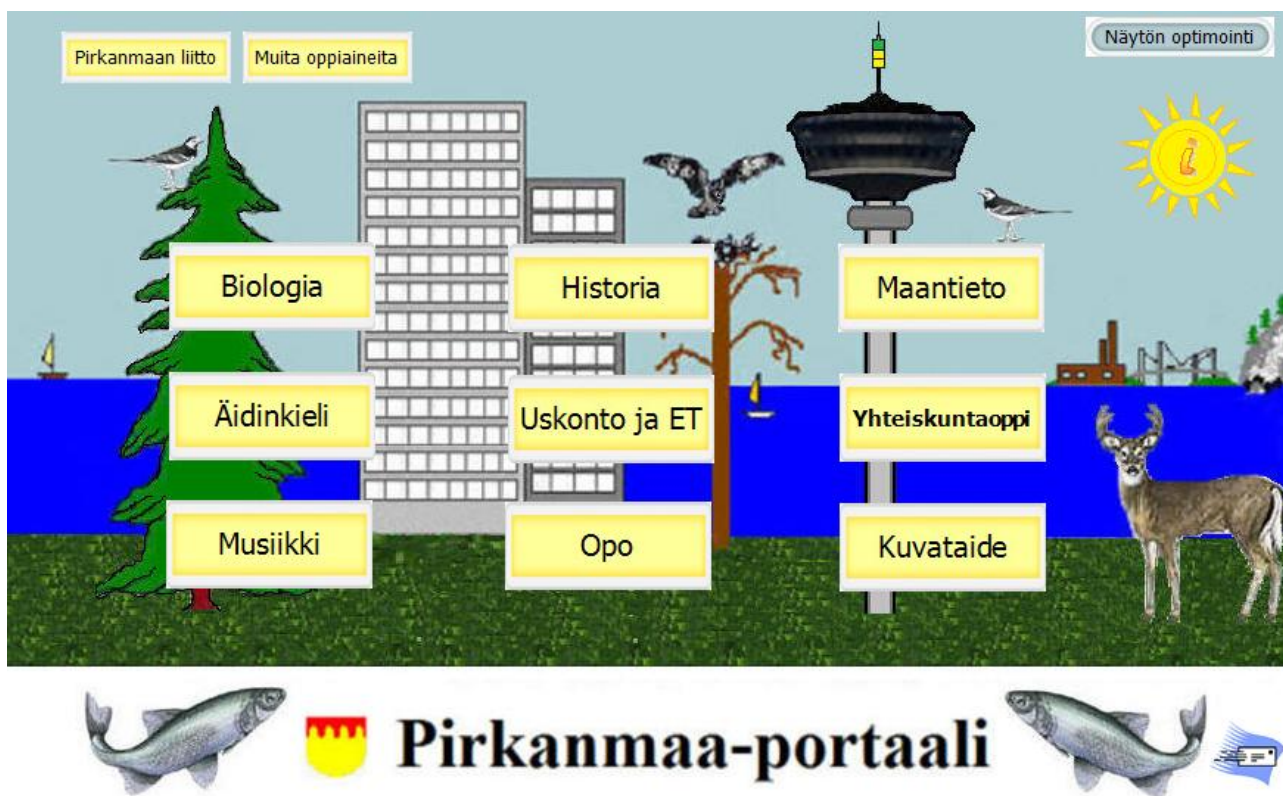 Pirkanmaan liitto
Muita oppiaineita
Näytön optimointi
i
Biologia
Historia
Maantieto
Äidinkieli
Uskonto ja ET
Yhteiskuntaoppi
Musiikki
Opo
Kuvataide
Pirkanmaa-portaali